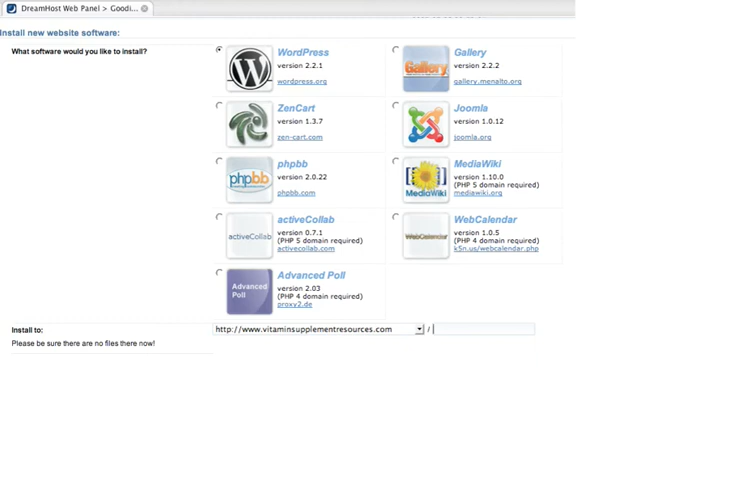 DreamHost Web Panel > Goodi...
Install new website software:
What software would you like to install?
WordPress
version 2.2.1
wordpress.org
Gallery
Gallery
version 2.2.2
gallery.menalto.org
ZenCart
version 1.3.7
zen-cart.com
Joomla
version 1.0.12
joomla.org
phpbb
phpbb
version 2.0.22
phpbb.com
MediaWiki
MediaWiki
version 1.10.0
(PHP 5 domain required)
mediawiki.org
activeCollab
activeCollab
version 0.7.1
(PHP 5 domain required)
activecollab.com
WebCalendar
WebCalendar
version 1.0.5
(PHP 4 domain required)
k5n.us/webcalendar.php
Advanced
Poll
Advanced Poll
version 2.03
(PHP 4 domain required)
proxy2.de
Install to:
http://www.vitaminsupplementresources.com /
Please be sure there are no files there now!